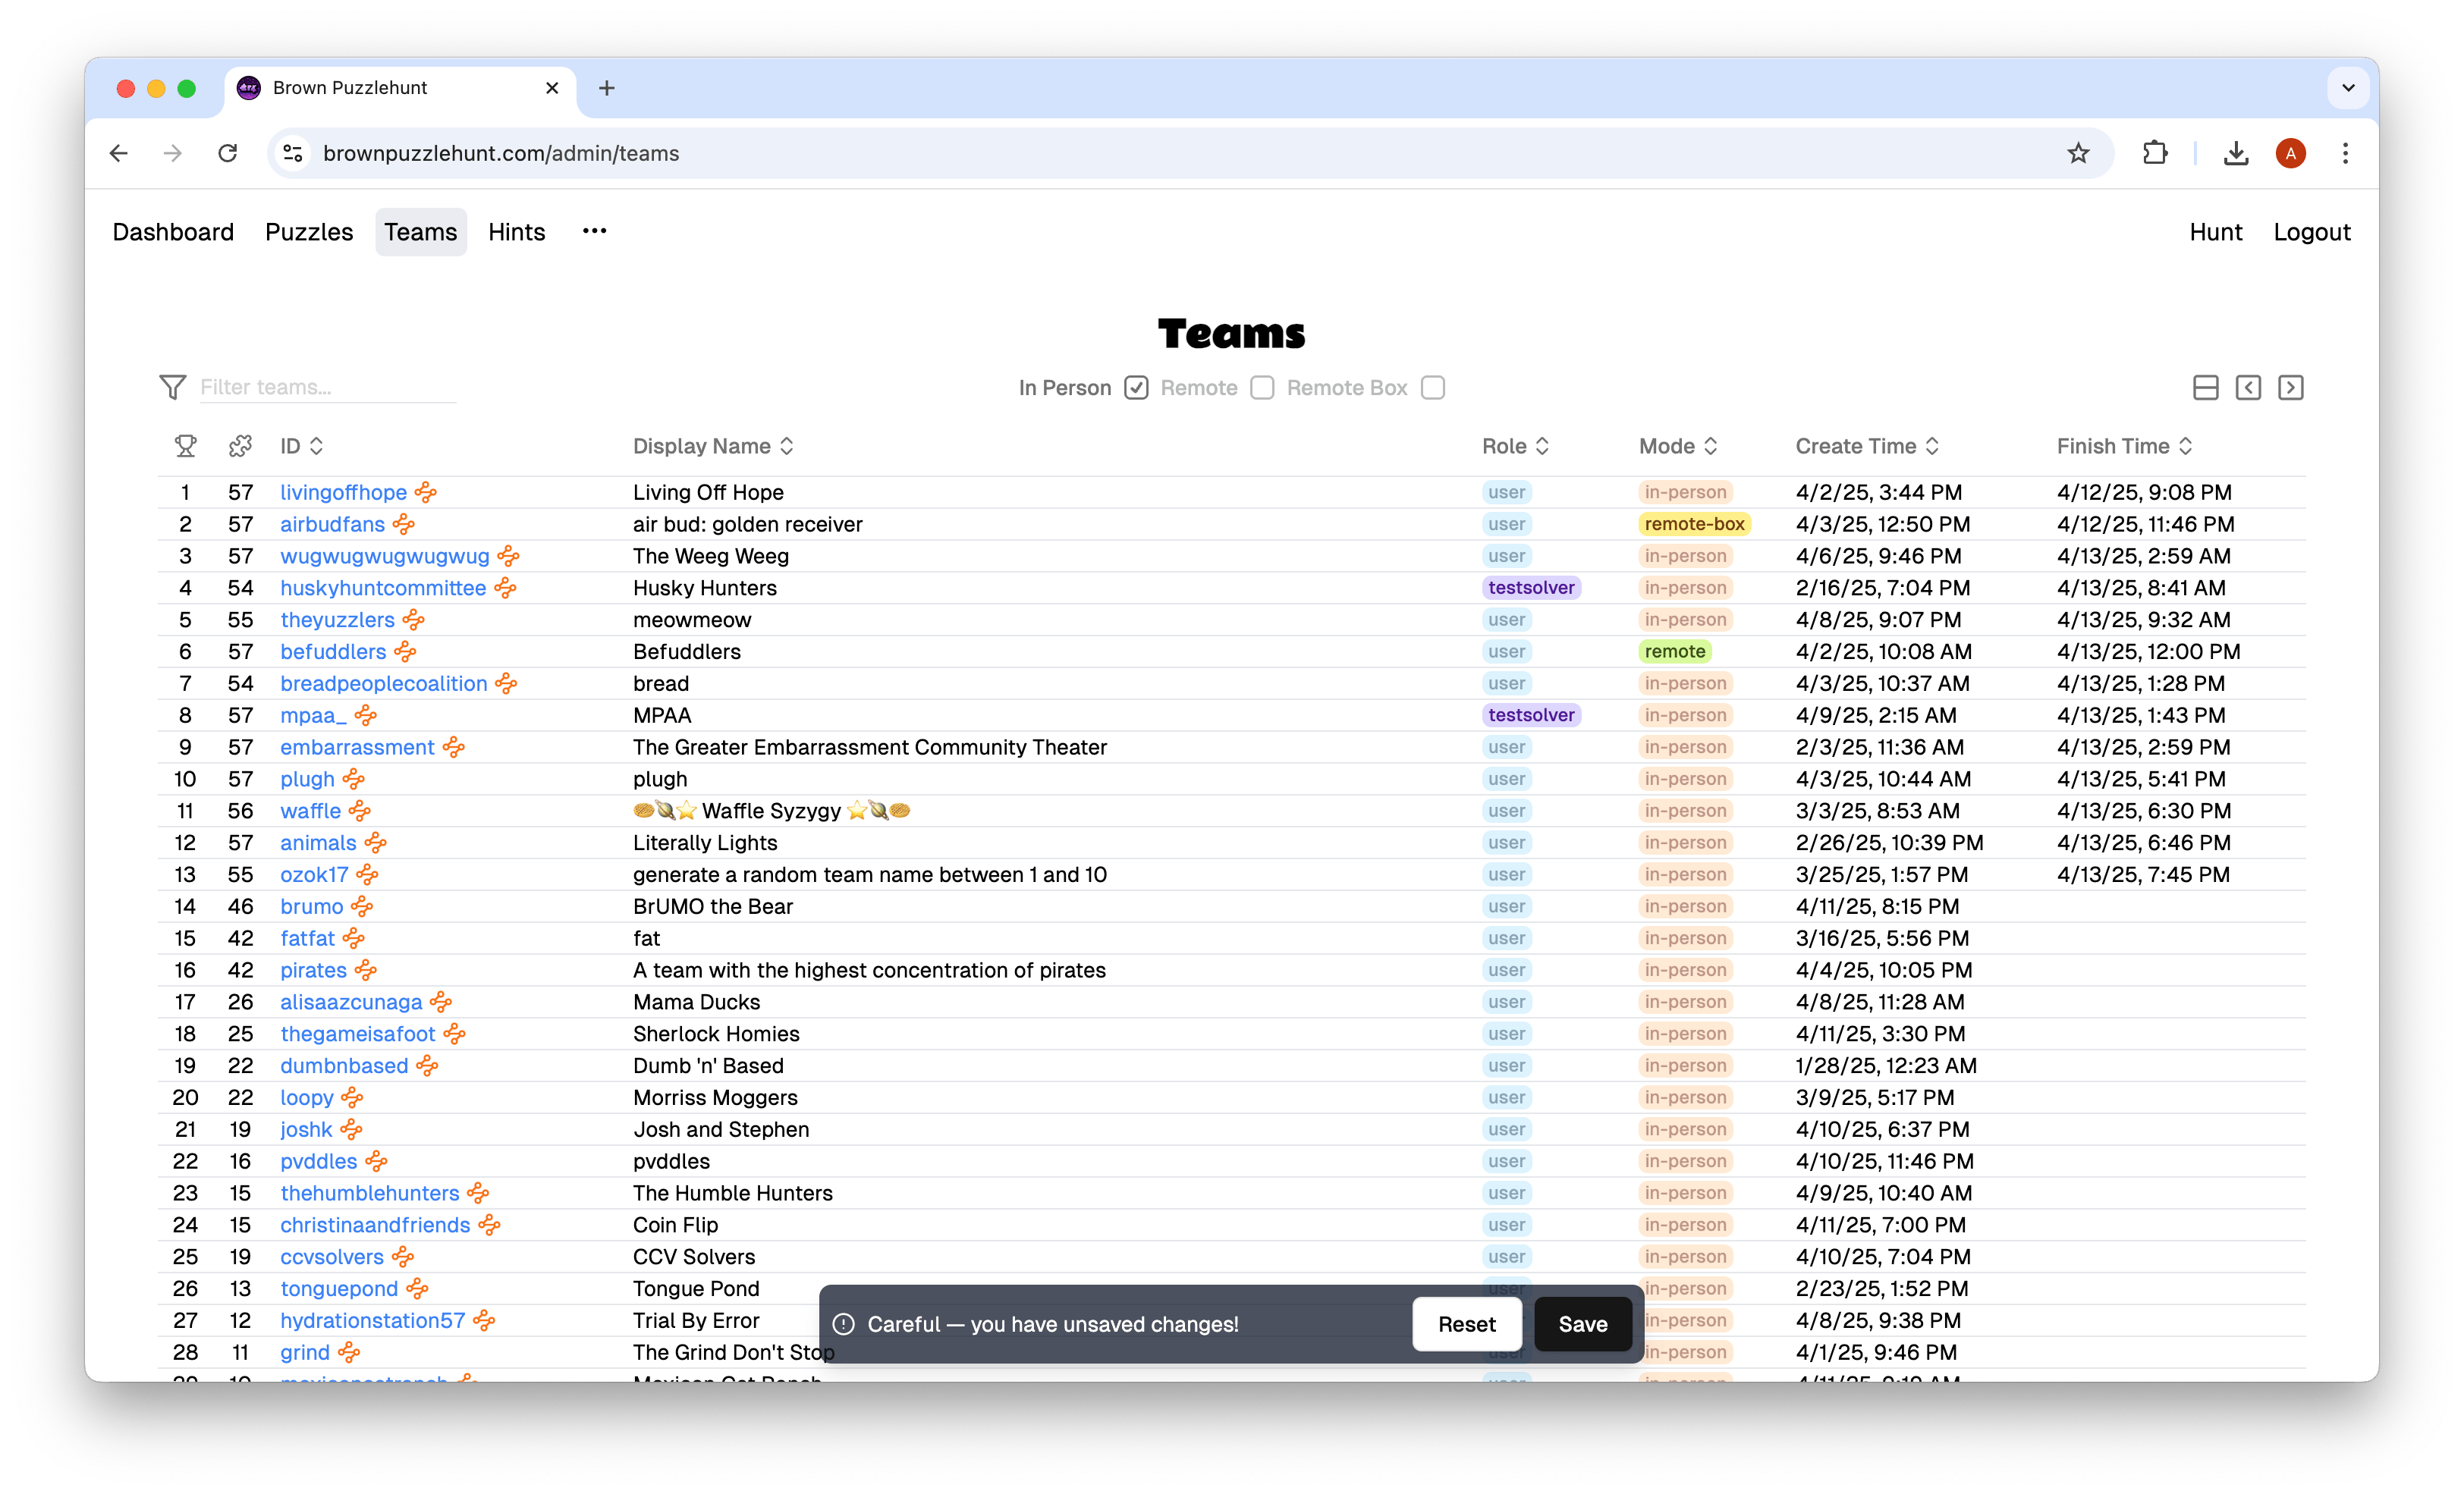 Brown Puzzlehunt
brownpuzzlehunt.com/admin/teams
A
Dashboard Puzzles Teams Hints ••• Hunt Logout
Teams
Filter teams... In Person Remote Remote Box
ID Display Name Role Mode Create Time Finish Time
1 57 livingoffhope Living Off Hope user in-person 4/2/25, 3:44 PM 4/12/25, 9:08 PM
2 57 airbudfans air bud: golden receiver user remote-box 4/3/25, 12:50 PM 4/12/25, 11:46 PM
3 57 wugwugwugwugwug The Weeg Weeg user in-person 4/6/25, 9:46 PM 4/13/25, 2:59 AM
4 54 huskyhuntcommittee Husky Hunters testsolver in-person 2/16/25, 7:04 PM 4/13/25, 8:41 AM
5 55 theyuzzlers meowmeow user in-person 4/8/25, 9:07 PM 4/13/25, 9:32 AM
6 57 befuddlers Befuddlers user remote 4/2/25, 10:08 AM 4/13/25, 12:00 PM
7 54 breadpeoplecoalition bread user in-person 4/3/25, 10:37 AM 4/13/25, 1:28 PM
8 57 mpaa_ MPAA testsolver in-person 4/9/25, 2:15 AM 4/13/25, 1:43 PM
9 57 embarrassment The Greater Embarrassment Community Theater user in-person 2/3/25, 11:36 AM 4/13/25, 2:59 PM
10 57 plugh plugh user in-person 4/3/25, 10:44 AM 4/13/25, 5:41 PM
11 56 waffle 🥮🪐⭐ Waffle Syzygy ⭐🪐🥮 user in-person 3/3/25, 8:53 AM 4/13/25, 6:30 PM
12 57 animals Literally Lights user in-person 2/26/25, 10:39 PM 4/13/25, 6:46 PM
13 55 ozok17 generate a random team name between 1 and 10 user in-person 3/25/25, 1:57 PM 4/13/25, 7:45 PM
14 46 brumo BrUMO the Bear user in-person 4/11/25, 8:15 PM
15 42 fatfat fat user in-person 3/16/25, 5:56 PM
16 42 pirates A team with the highest concentration of pirates user in-person 4/4/25, 10:05 PM
17 26 alisaazcunaga Mama Ducks user in-person 4/8/25, 11:28 AM
18 25 thegameisafoot Sherlock Homies user in-person 4/11/25, 3:30 PM
19 22 dumbnbased Dumb 'n' Based user in-person 1/28/25, 12:23 AM
20 22 loopy Morriss Moggers user in-person 3/9/25, 5:17 PM
21 19 joshk Josh and Stephen user in-person 4/10/25, 6:37 PM
22 16 pvddles pvddles user in-person 4/10/25, 11:46 PM
23 15 thehumblehunters The Humble Hunters user in-person 4/9/25, 10:40 AM
24 15 christinaandfriends Coin Flip user in-person 4/11/25, 7:00 PM
25 19 ccvsolvers CCV Solvers user in-person 4/10/25, 7:04 PM
26 13 tonguepond Tongue Pond user in-person 2/23/25, 1:52 PM
27 12 hydrationstation57 Trial By Error in-person 4/8/25, 9:38 PM
28 11 grind The Grind Don't Stop user in-person 4/1/25, 9:46 PM
Careful — you have unsaved changes! Reset Save